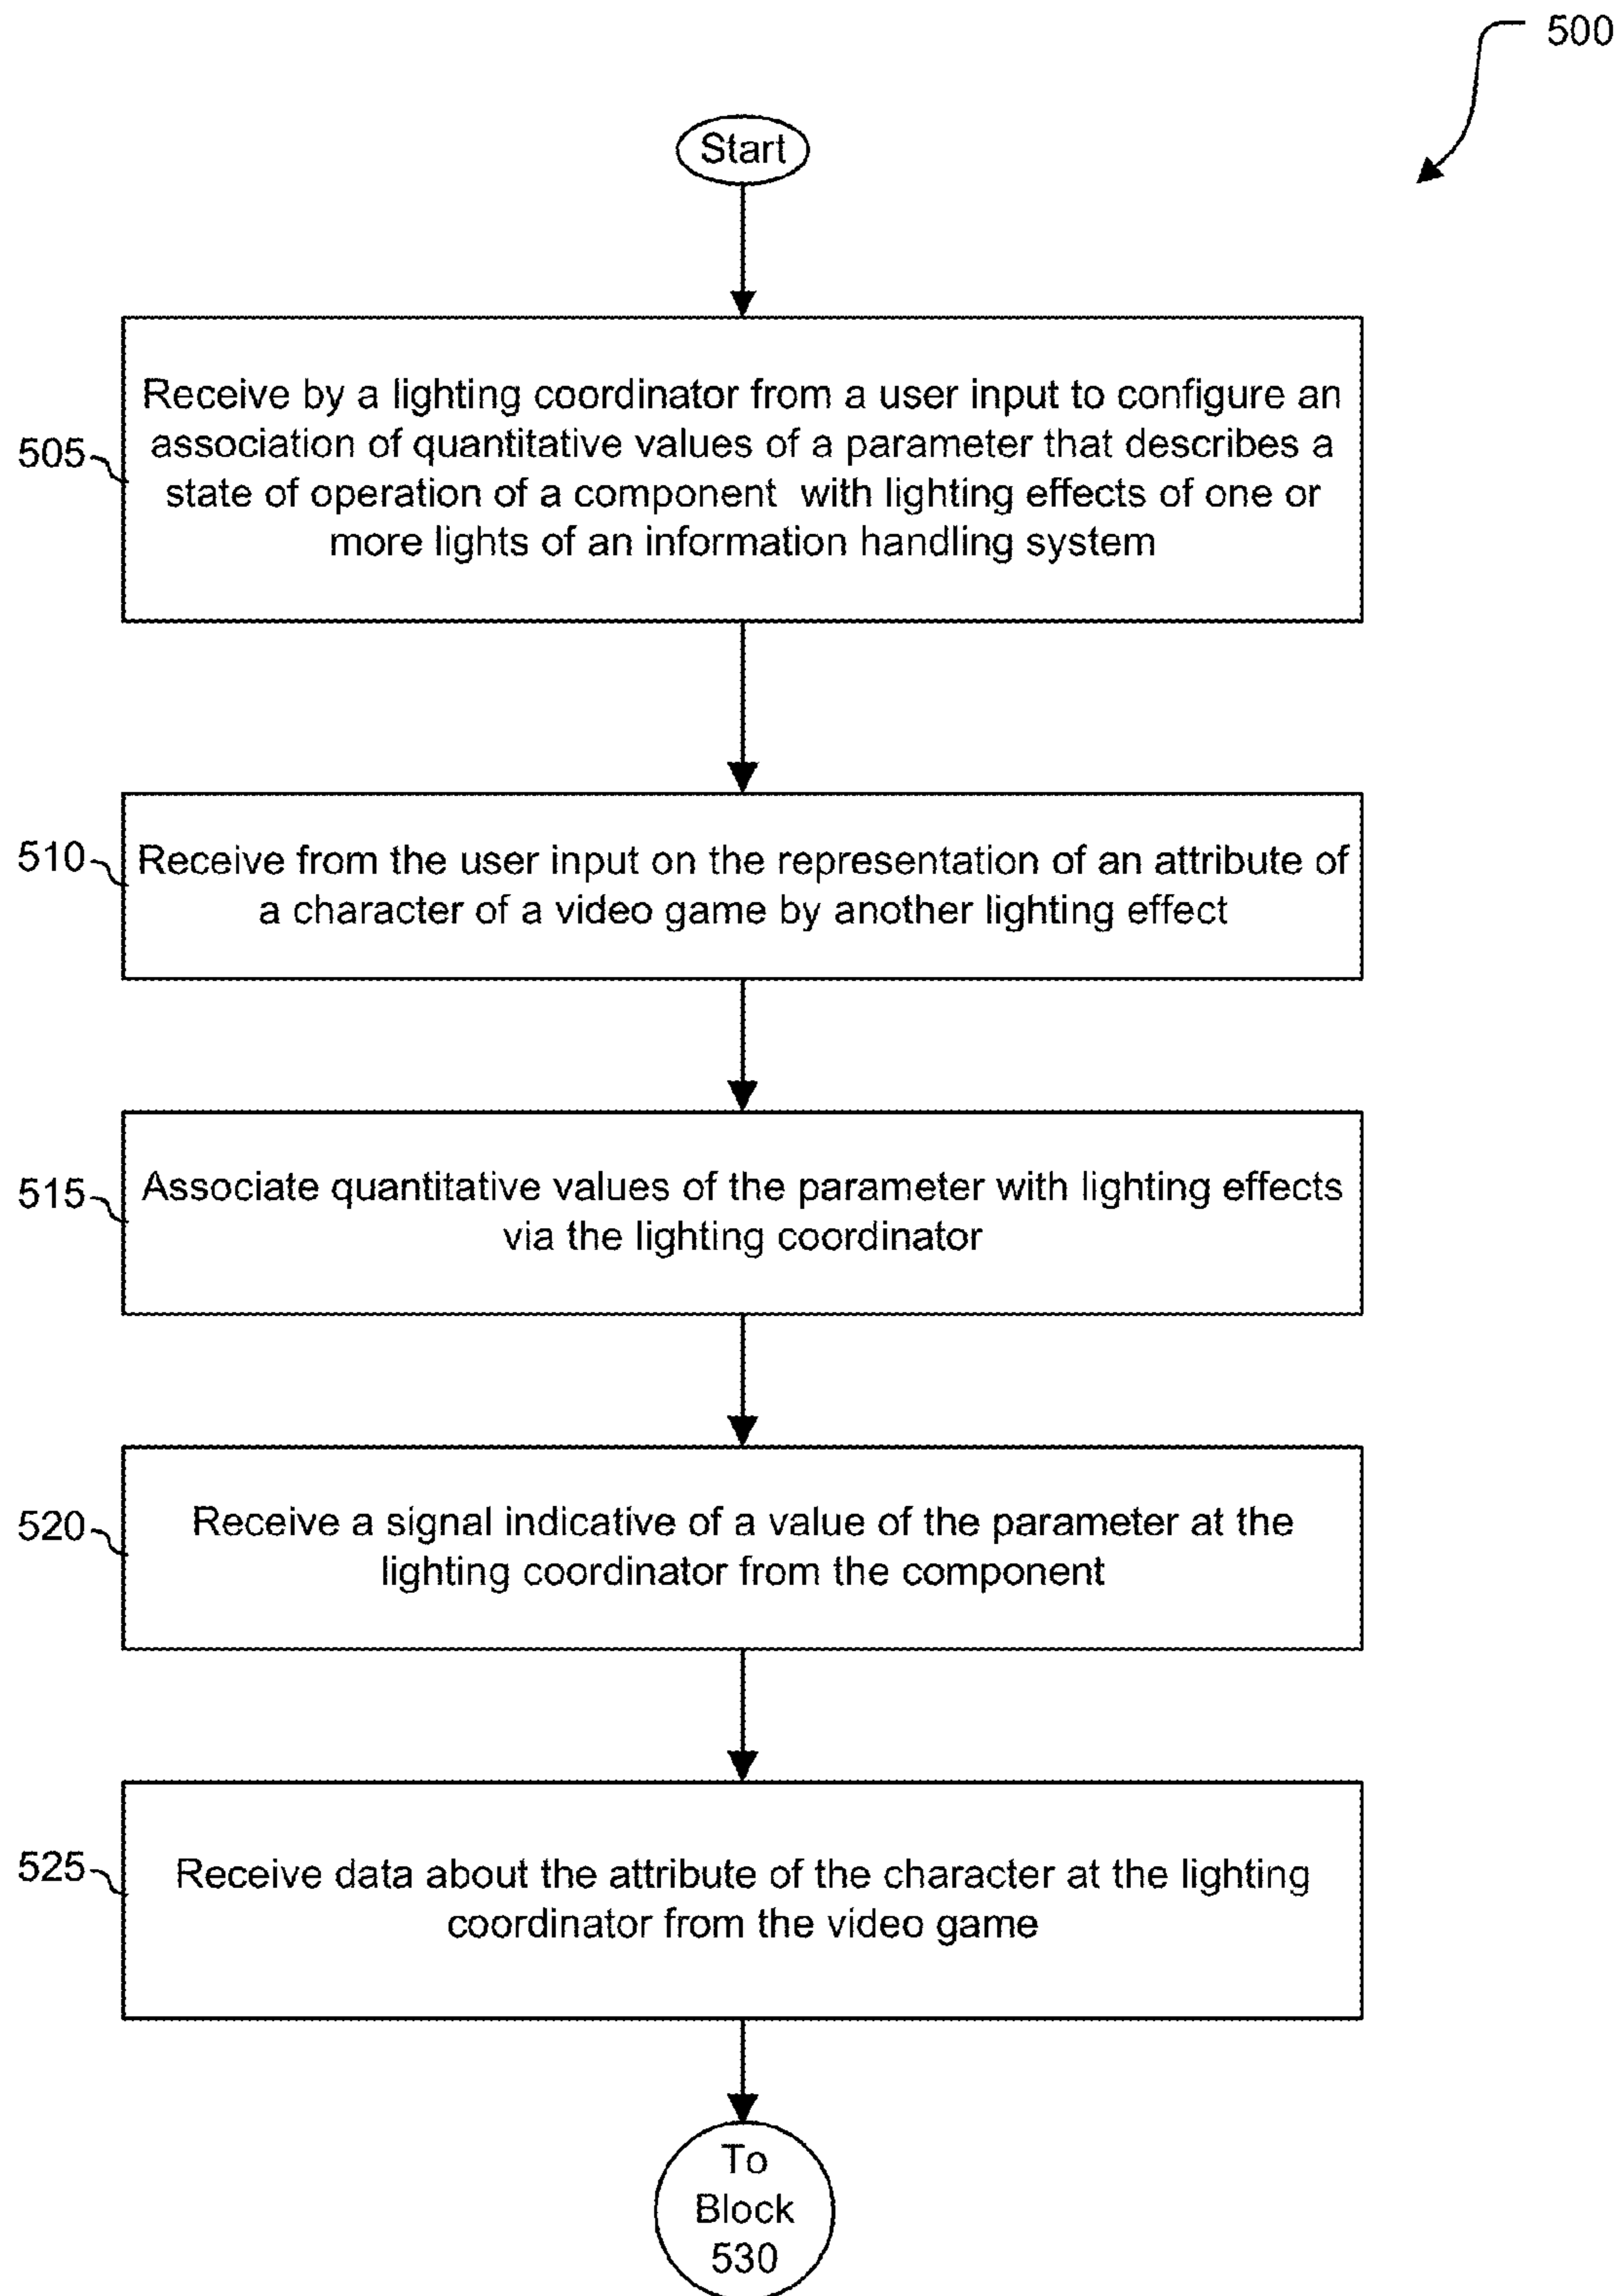 500
Start
505
Receive by a lighting coordinator from a user input to configure an
association of quantitative values of a parameter that describes a
state of operation of a component with lighting effects of one or
more lights of an information handling system
510
Receive from the user input on the representation of an attribute of
a character of a video game by another lighting effect
515
Associate quantitative values of the parameter with lighting effects
via the lighting coordinator
520
Receive a signal indicative of a value of the parameter at the
lighting coordinator from the component
525
Receive data about the attribute of the character at the lighting
coordinator from the video game
To
Block
530